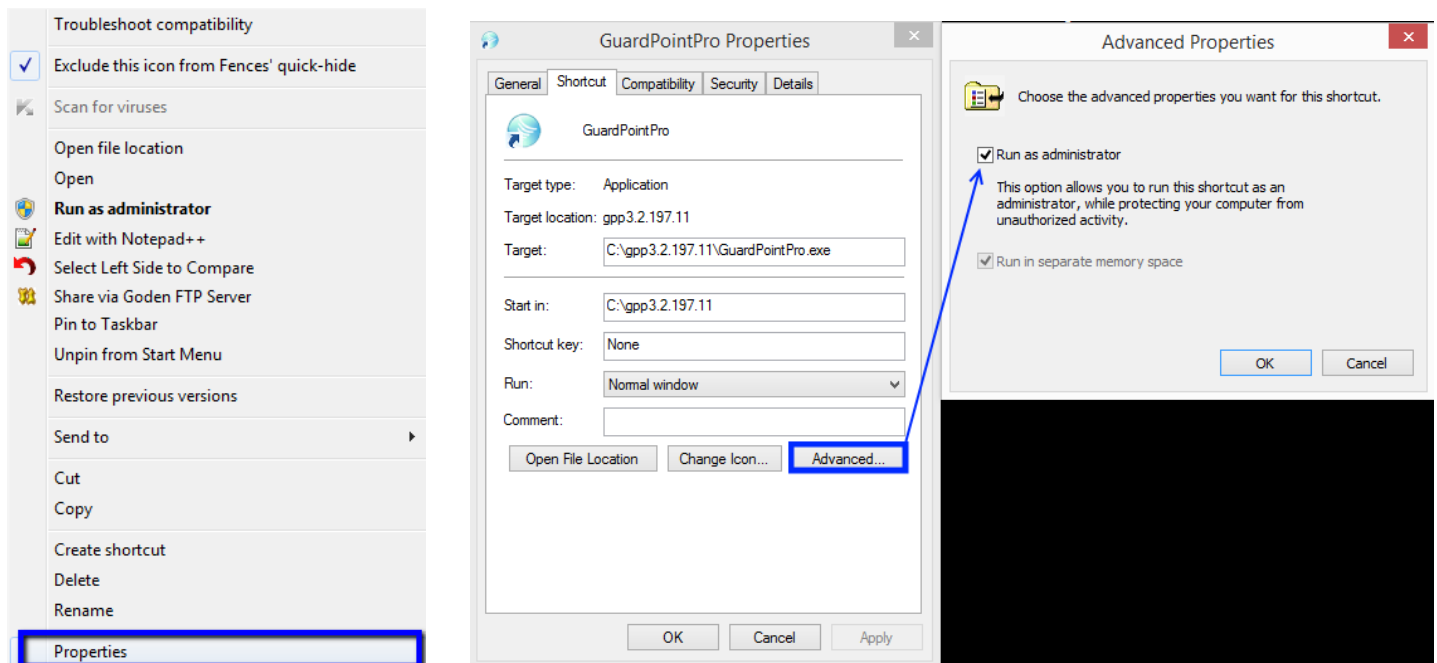 Troubleshoot compatibility
Exclude this icon from Fences' quick-hide
Scan for viruses
Open file location
Open
Run as administrator
Edit with Notepad++
Select Left Side to Compare
Share via Goden FTP Server
Pin to Taskbar
Unpin from Start Menu
Restore previous versions
Send to
Cut
Copy
Create shortcut
Delete
Rename
Properties
GuardPointPro Properties
General Shortcut Compatibility Security Details
GuardPointPro
Target type: Application
Target location: gpp3.2.197.11
Target: C:\gpp3.2.197.11\GuardPointPro.exe
Start in: C:\gpp3.2.197.11
Shortcut key: None
Run: Normal window
Comment:
Open File Location Change Icon... Advanced...
OK Cancel Apply
Advanced Properties
Choose the advanced properties you want for this shortcut.
Run as administrator
This option allows you to run this shortcut as an
administrator, while protecting your computer from
unauthorized activity.
Run in separate memory space
OK Cancel